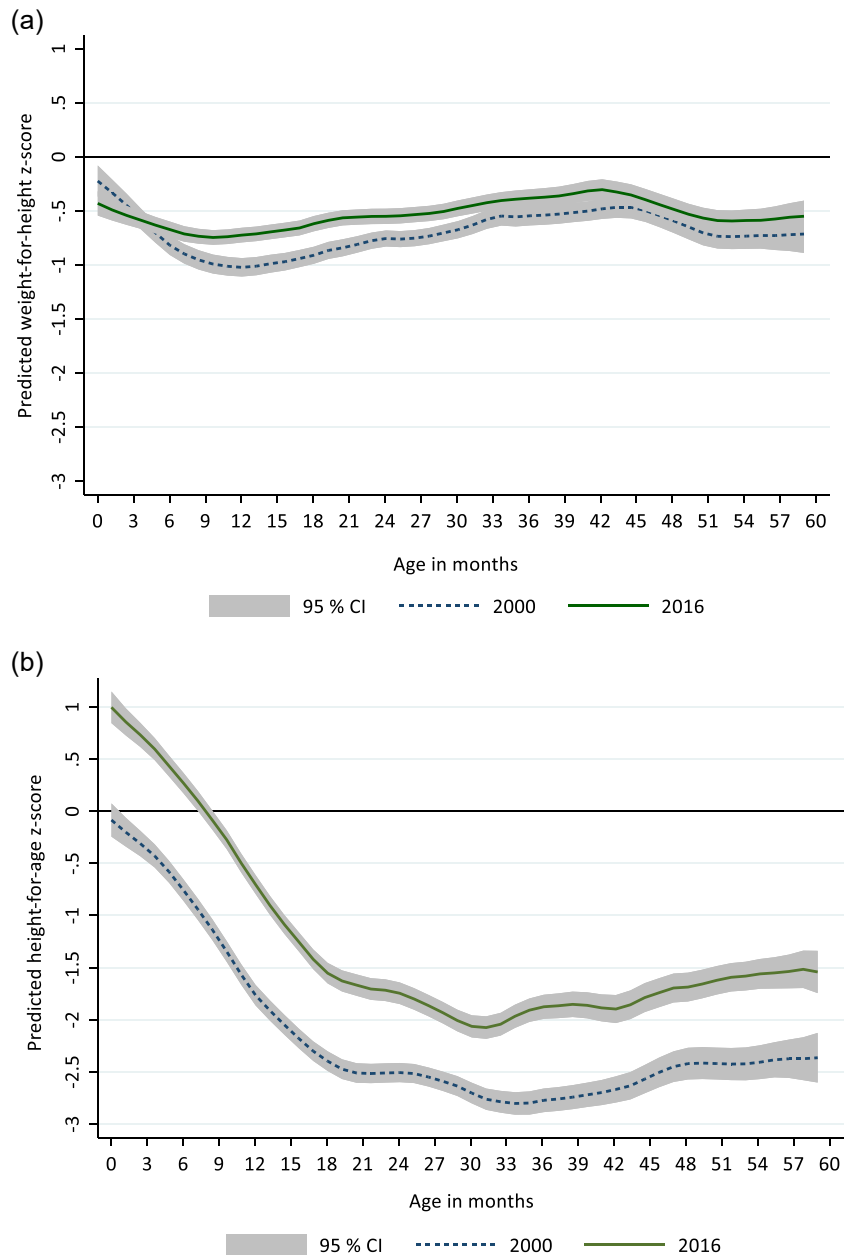 (a)
Predicted weight-for-height z-score
1
.5
0
-.5
-1
-1.5
-2
-2.5
-3
0 3 6 9 12 15 18 21 24 27 30 33 36 39 42 45 48 51 54 57 60
Age in months
95 % CI 2000 2016
(b)
Predicted height-for-age z-score
1
.5
0
-.5
-1
-1.5
-2
-2.5
-3
0 3 6 9 12 15 18 21 24 27 30 33 36 39 42 45 48 51 54 57 60
Age in months
95 % CI 2000 2016